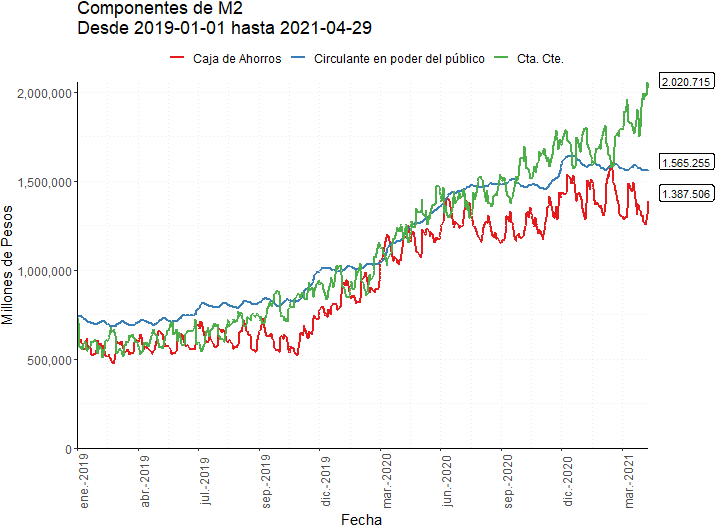 Componentes de M2
Desde 2019-01-01 hasta 2021-04-29
Caja de Ahorros Circulante en poder del público Cta. Cte.
2,000,000
1,500,000
1,000,000
500,000
0
Millones de Pesos
2.020.715
1.565.255
1.387.506
ene.-2019
abr.-2019
jul.-2019
sep.-2019
dic.-2019
mar.-2020
jun.-2020
sep.-2020
dic.-2020
mar.-2021
Fecha